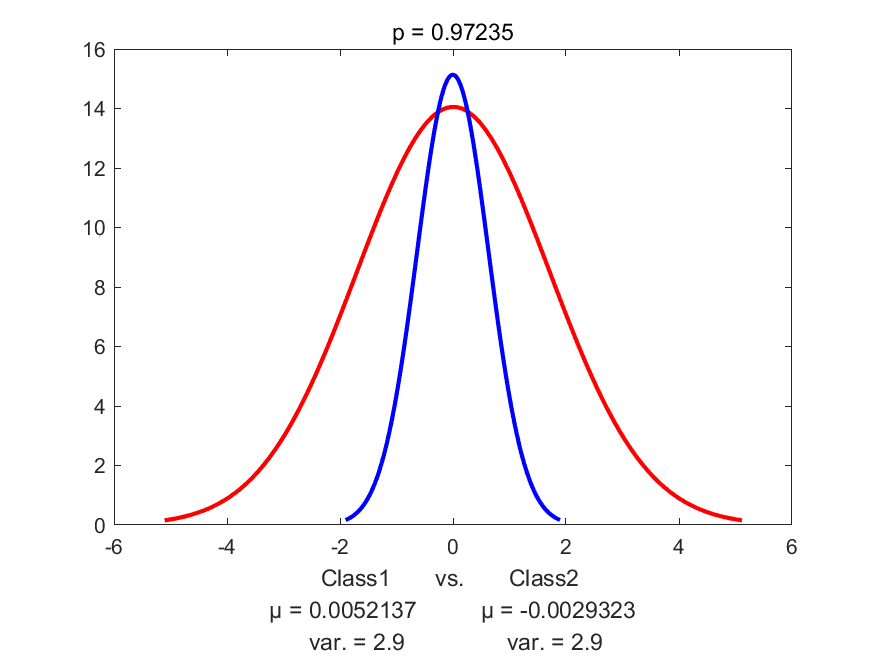 p = 0.97235
16
14
12
10
8
6
4
2
0
-6 -4 -2 0 2 4 6
Class1 vs. Class2
μ = 0.0052137 μ = -0.0029323
var. = 2.9 var. = 2.9